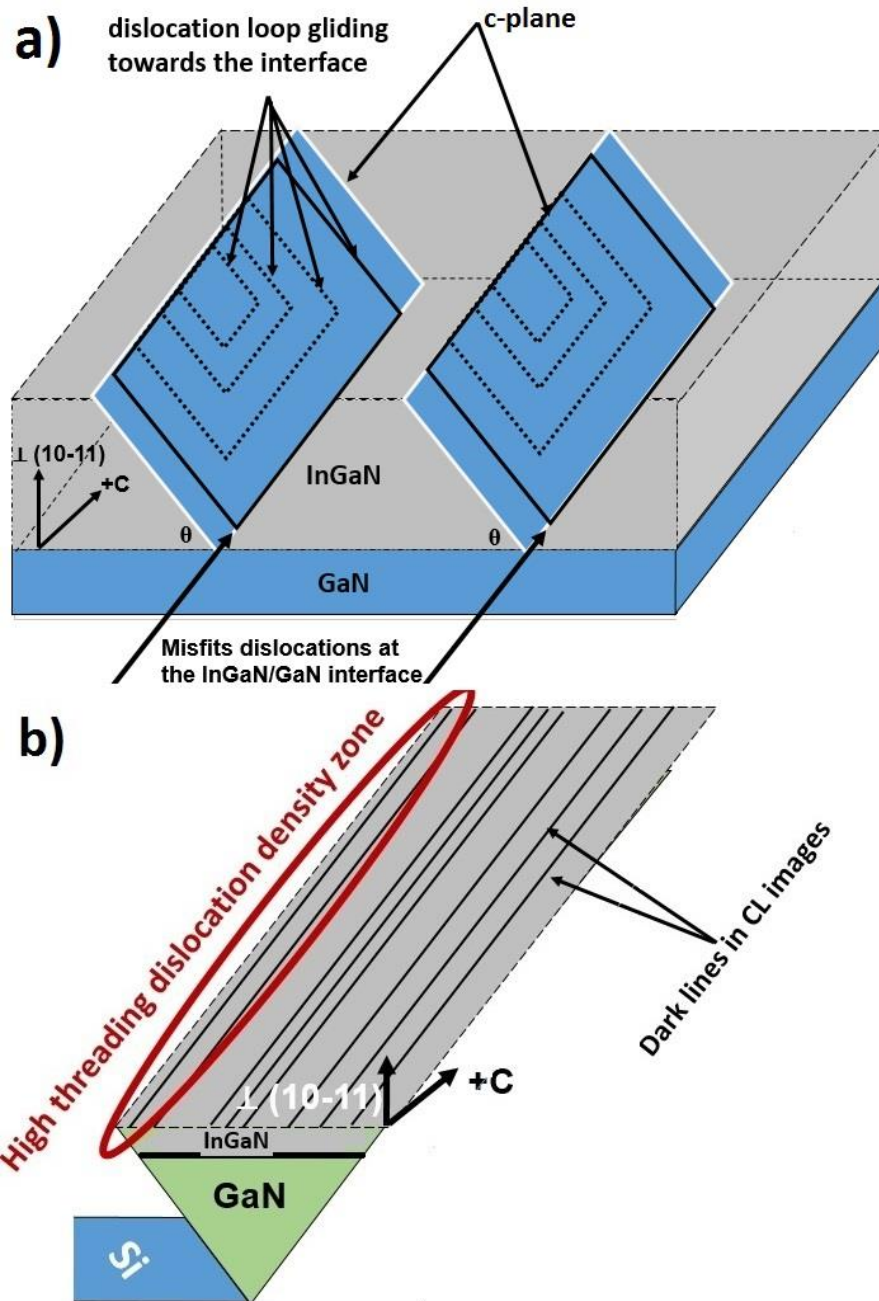 a)
dislocation loop gliding
towards the interface
c-plane
⊥ (10-11)
+C
InGaN
θ
θ
GaN
Misfits dislocations at
the InGaN/GaN interface
b)
High threading dislocation density zone
Dark lines in CL images
⊥ (10-11)
+C
InGaN
GaN
Si